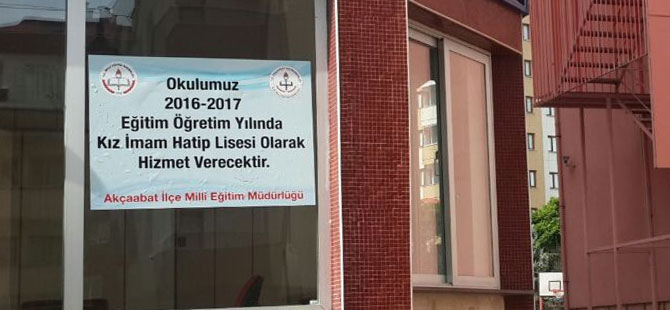 Okulumuz
2016-2017
Eğitim Öğretim Yılında
Kız İmam Hatip Lisesi Olarak
Hizmet Verecektir.
Akçaabat İlçe Milli Eğitim Müdürlüğü